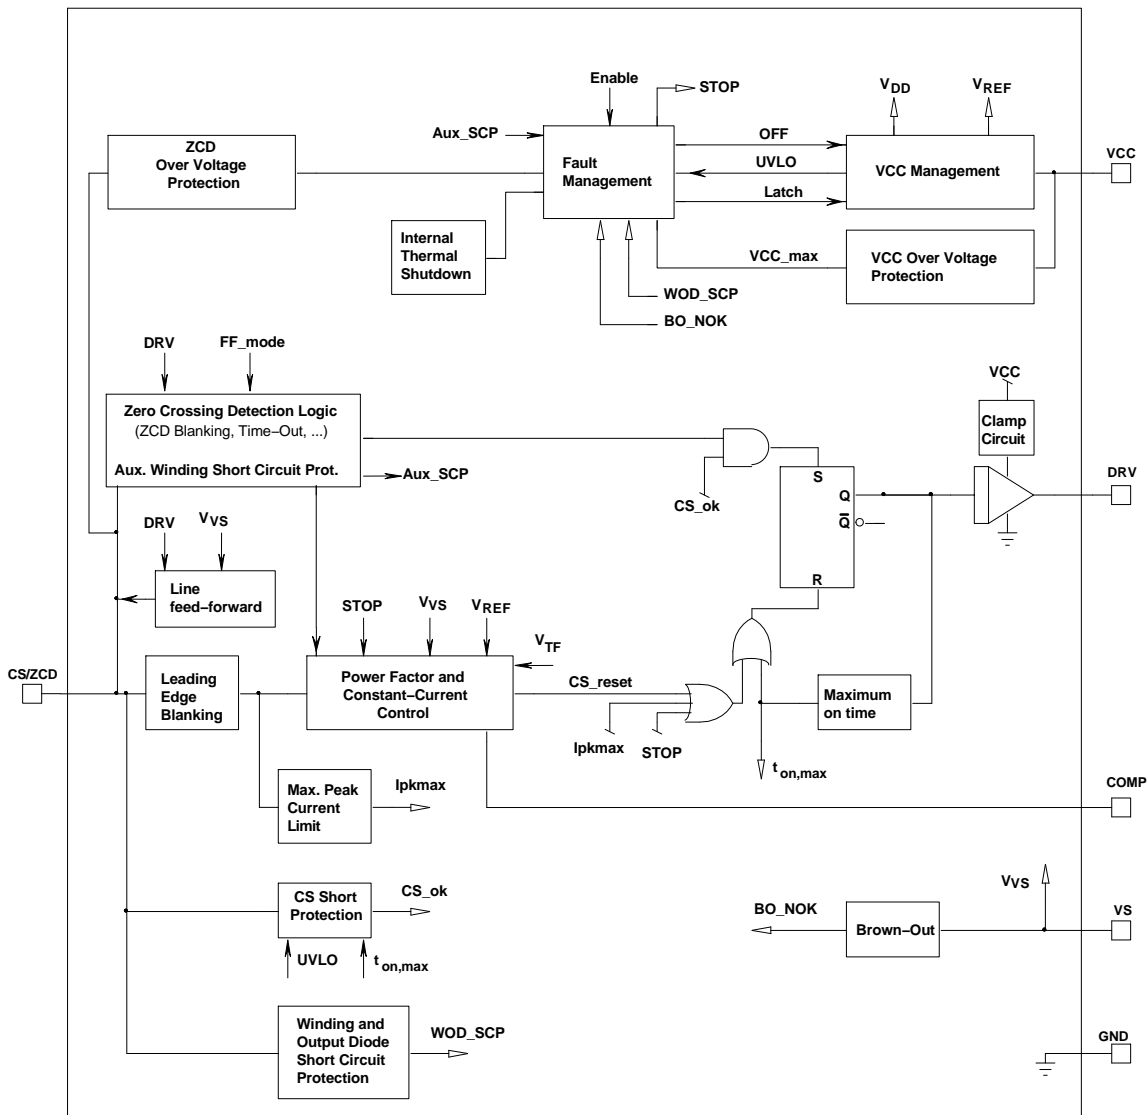 Enable
STOP
V_DD
V_REF
Aux_SCP
ZCD
Over Voltage
Protection
Fault
Management
OFF
UVLO
Latch
VCC Management
VCC
Internal
Thermal
Shutdown
VCC_max
VCC Over Voltage
Protection
WOD_SCP
BO_NOK
DRV
FF_mode
VCC
Zero Crossing Detection Logic
(ZCD Blanking, Time−Out, ...)
Aux. Winding Short Circuit Prot.
Aux_SCP
CS_ok
Clamp
Circuit
S
Q
Q
R
DRV
DRV
V_VS
Line
feed−forward
STOP
V_VS
V_REF
V_TF
CS/ZCD
Leading
Edge
Blanking
Power Factor and
Constant−Current
Control
CS_reset
Ipkmax
STOP
Maximum
on time
t_on,max
Max. Peak
Current
Limit
Ipkmax
COMP
CS Short
Protection
CS_ok
UVLO
t_on,max
BO_NOK
Brown−Out
V_VS
VS
Winding and
Output Diode
Short Circuit
Protection
WOD_SCP
GND